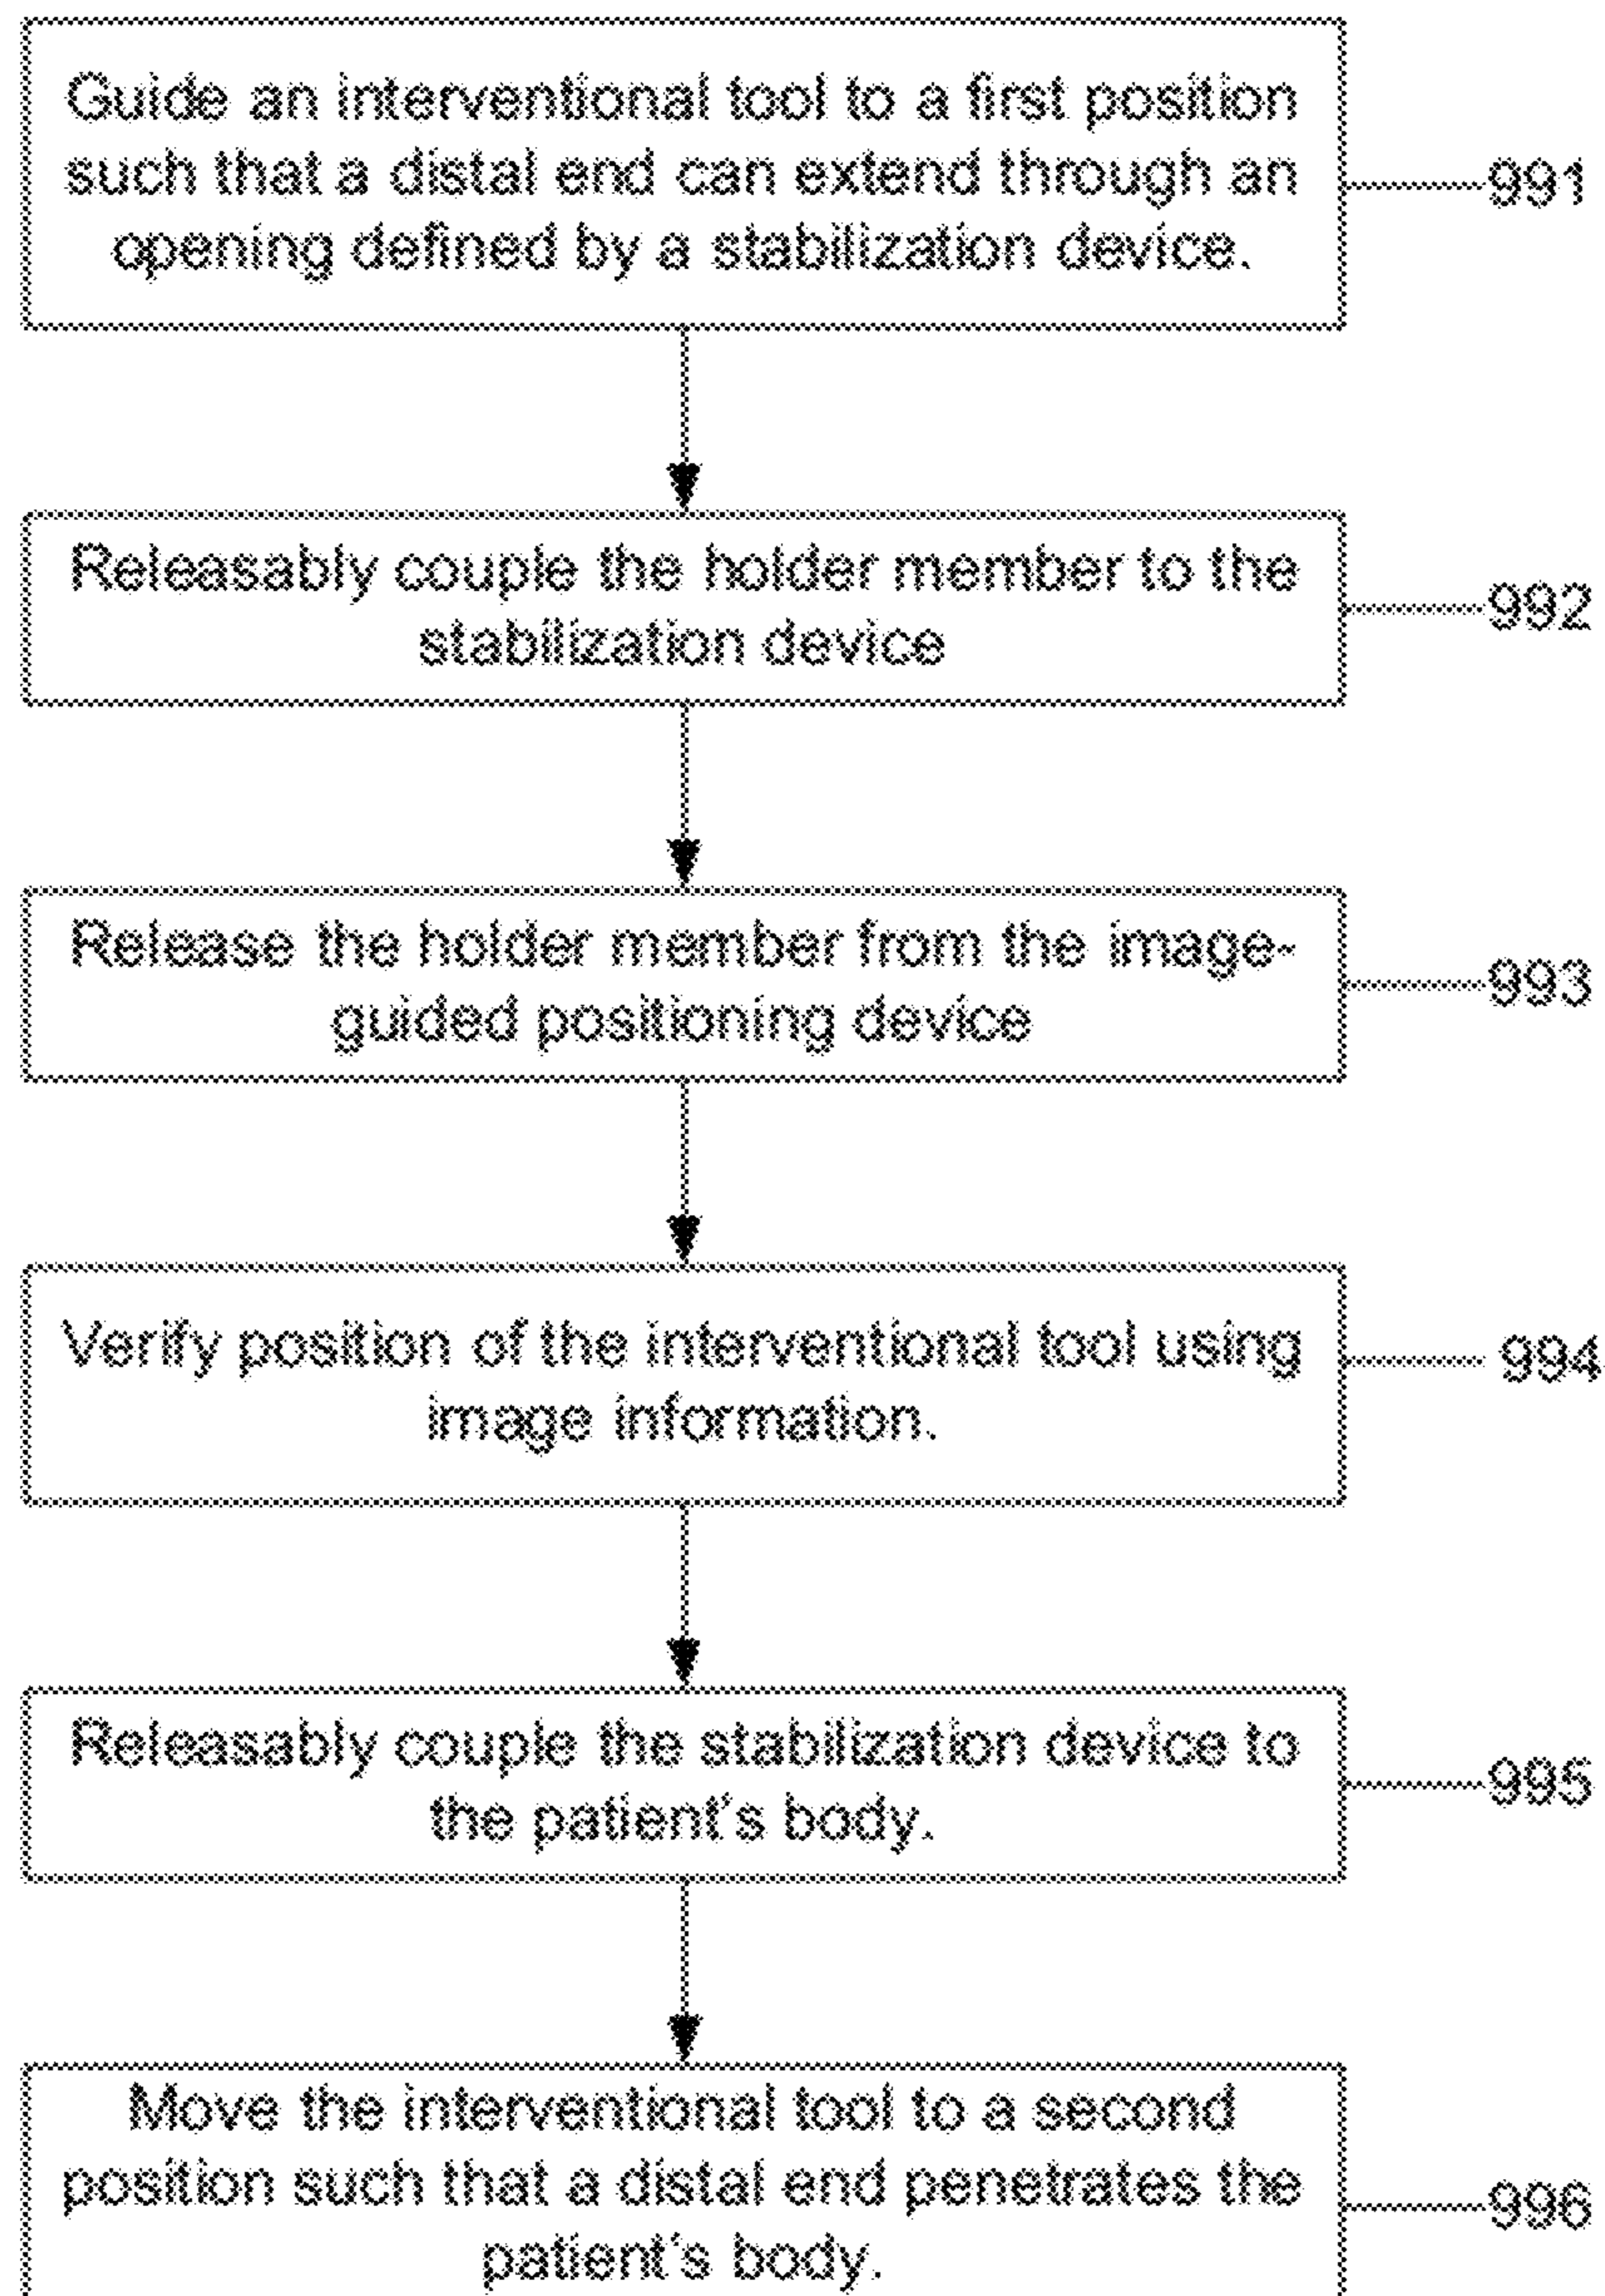 Guide an interventional tool to a first position
such that a distal end can extend through an
opening defined by a stabilization device.
991
Releasably couple the holder member to the
stabilization device
992
Release the holder member from the image-
guided positioning device
993
Verify position of the interventional tool using
image information.
994
Releasably couple the stabilization device to
the patient's body.
995
Move the interventional tool to a second
position such that a distal end penetrates the
patient's body.
996